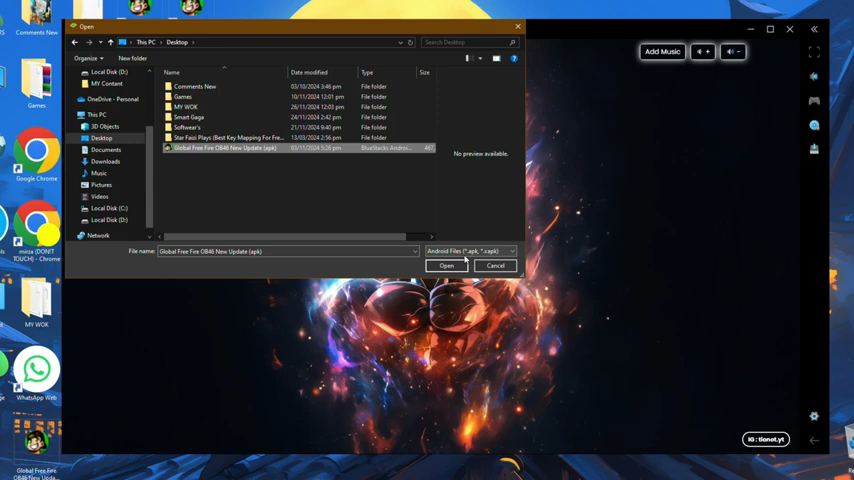 Open
This PC
Desktop
Search Desktop
Organize
New folder
Local Disk (D:)
MY Contant
OneDrive - Personal
This PC
3D Objects
Desktop
Documents
Downloads
Music
Pictures
Videos
Local Disk (C:)
Local Disk (D:)
Network
Name Date modified Type Size
Comments New 03/10/2024 3:46 pm File folder
Games 10/11/2024 12:01 pm File folder
MY WOK 26/11/2024 12:03 pm File folder
Smart Gaga 24/11/2024 2:42 pm File folder
Softwear's 21/11/2024 9:40 pm File folder
Star Faizi Plays (Best Key Mapping For Fre... 13/03/2024 2:56 pm File folder
Global Free Fire OB46 New Update (apk) 03/11/2024 5:26 pm BlueStacks Androi... 467,
No preview available.
File name: Global Free Fire OB46 New Update (apk)
Android Files (*.apk, *.xapk)
Open
Cancel
Add Music
IG : tionot.yt
Comments New
Games
Google Chrome
mirza (DON'T
TOUCH) - Chrome
MY WOK
WhatsApp Web
Global Free Fire
OB46 New Upda...